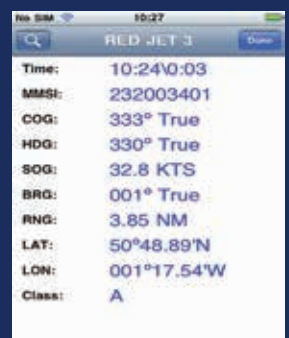 No SIM 10:27
RED JET 3 Done
Time: 10:24\0:03
MMSI: 232003401
COG: 333° True
HDG: 330° True
SOG: 32.8 KTS
BRG: 001° True
RNG: 3.85 NM
LAT: 50°48.89'N
LON: 001°17.54'W
Class: A